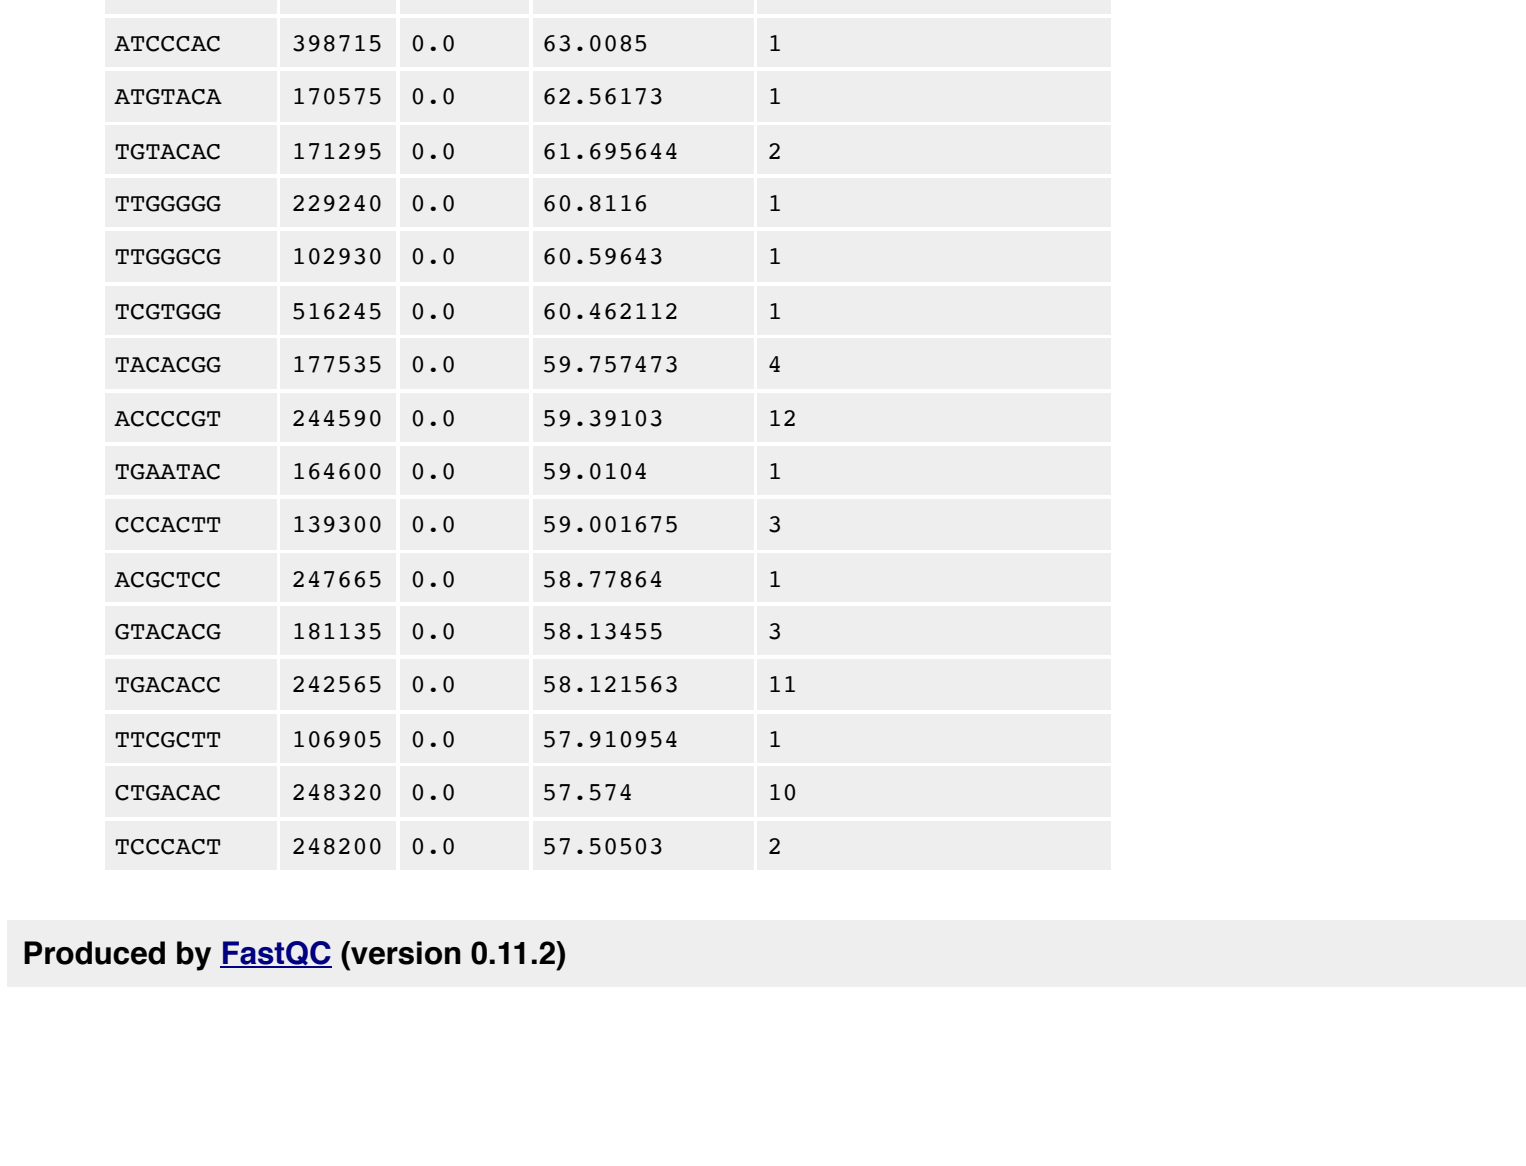 ATCCCAC 398715 0.0 63.0085 1
ATGTACA 170575 0.0 62.56173 1
TGTACAC 171295 0.0 61.695644 2
TTGGGGG 229240 0.0 60.8116 1
TTGGGCG 102930 0.0 60.59643 1
TCGTGGG 516245 0.0 60.462112 1
TACACGG 177535 0.0 59.757473 4
ACCCCGT 244590 0.0 59.39103 12
TGAATAC 164600 0.0 59.0104 1
CCCACTT 139300 0.0 59.001675 3
ACGCTCC 247665 0.0 58.77864 1
GTACACG 181135 0.0 58.13455 3
TGACACC 242565 0.0 58.121563 11
TTCGCTT 106905 0.0 57.910954 1
CTGACAC 248320 0.0 57.574 10
TCCCACT 248200 0.0 57.50503 2
Produced by FastQC (version 0.11.2)